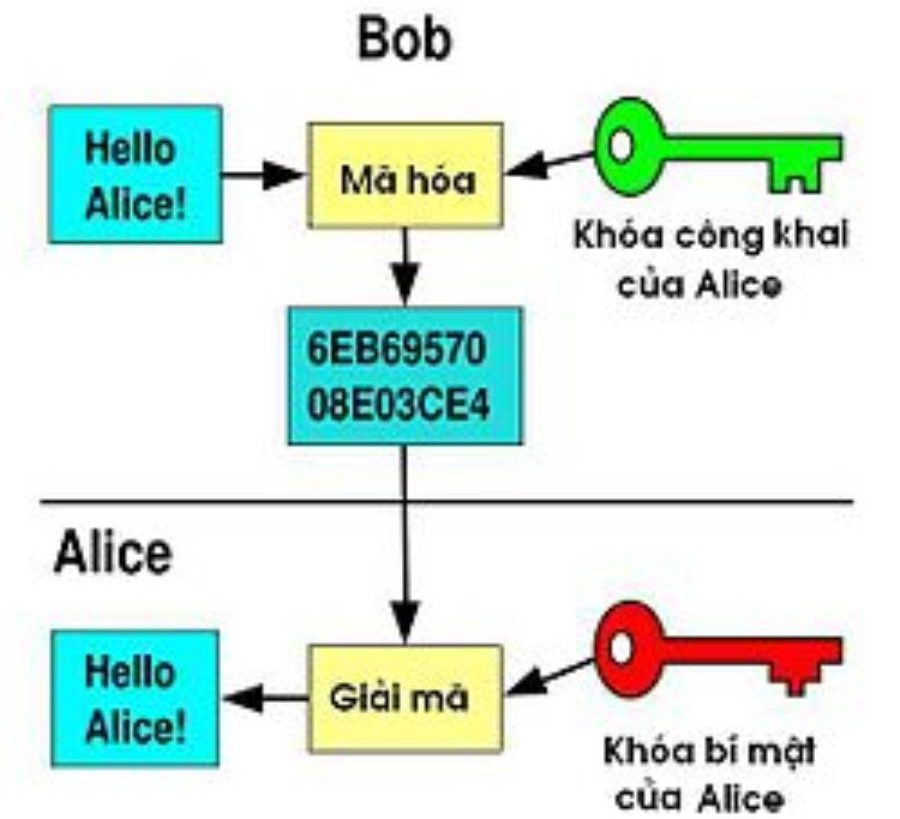 Bob
Hello
Alice!
Mã hóa
Khóa công khai
của Alice
6EB69570
08E03CE4
Alice
Hello
Alice!
Giải mã
Khóa bí mật
của Alice